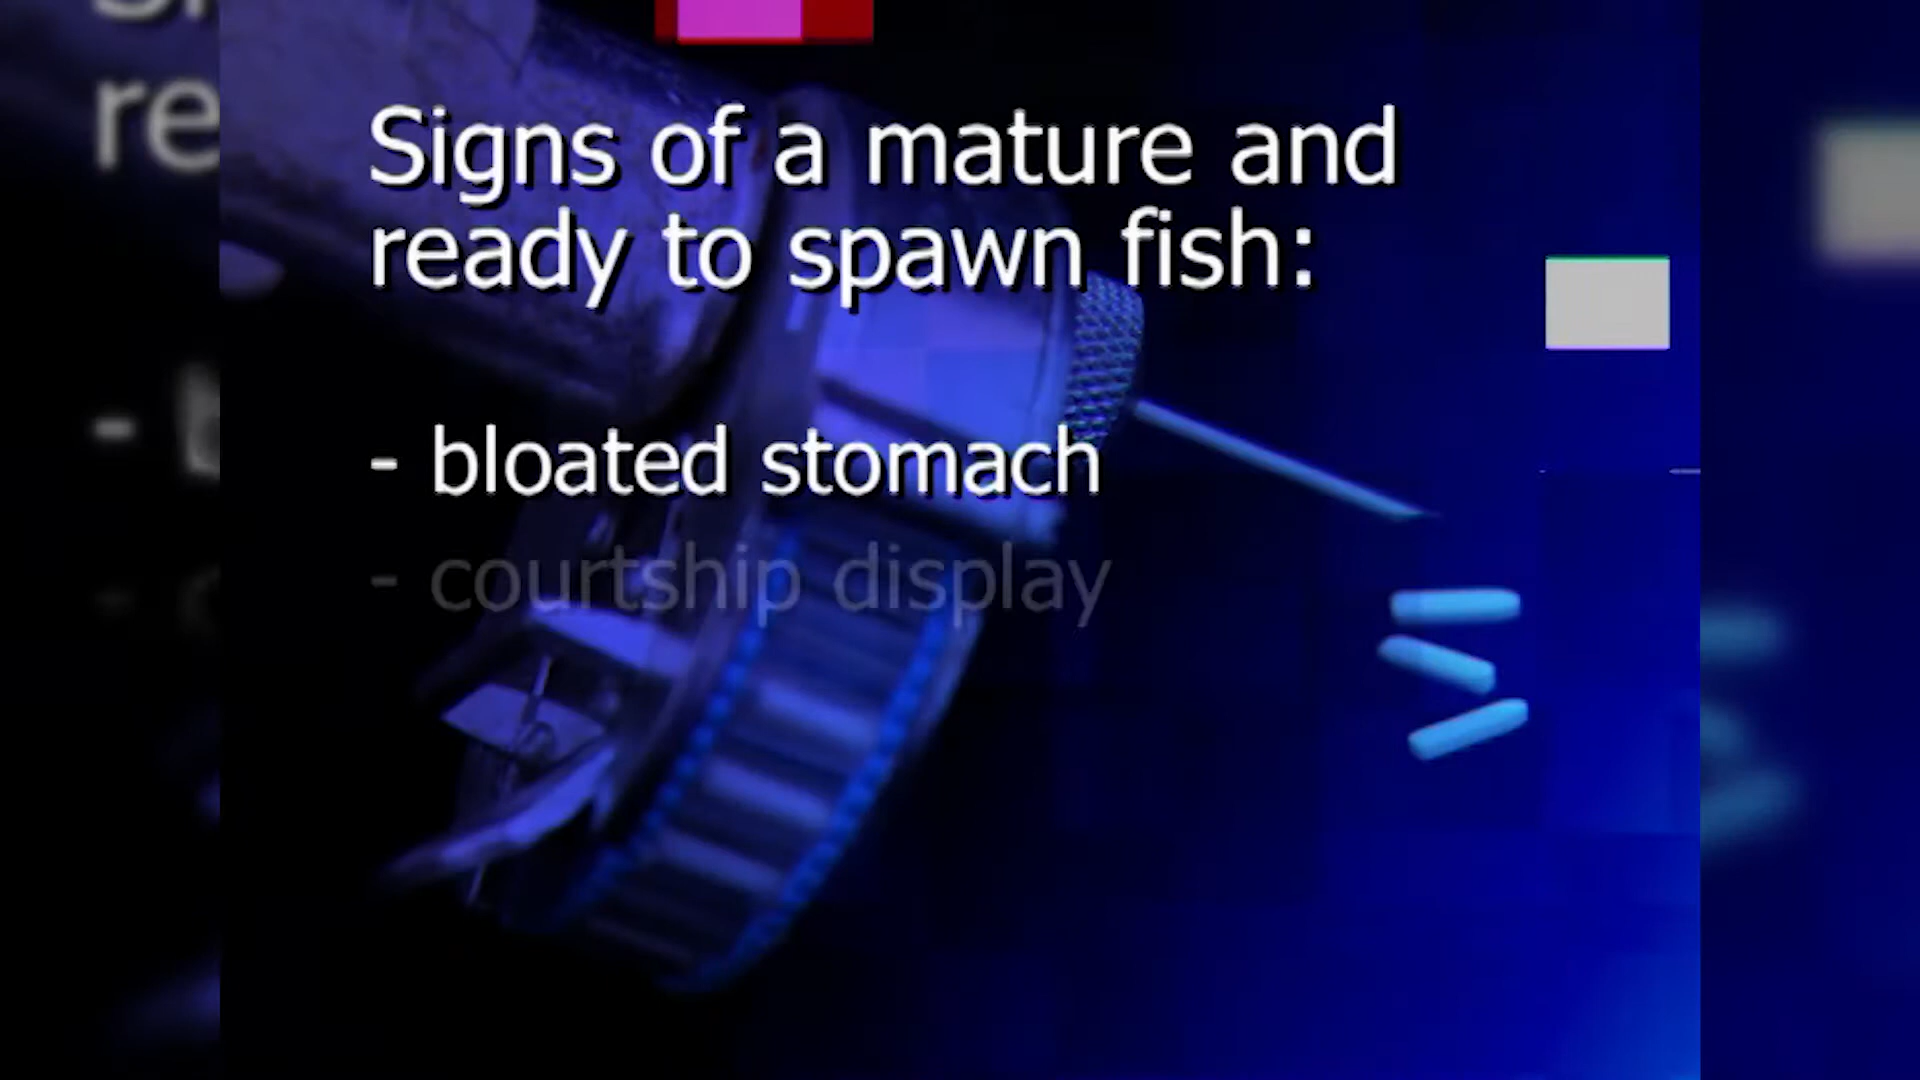 Signs of a mature and
ready to spawn fish:
- bloated stomach
- courtship display